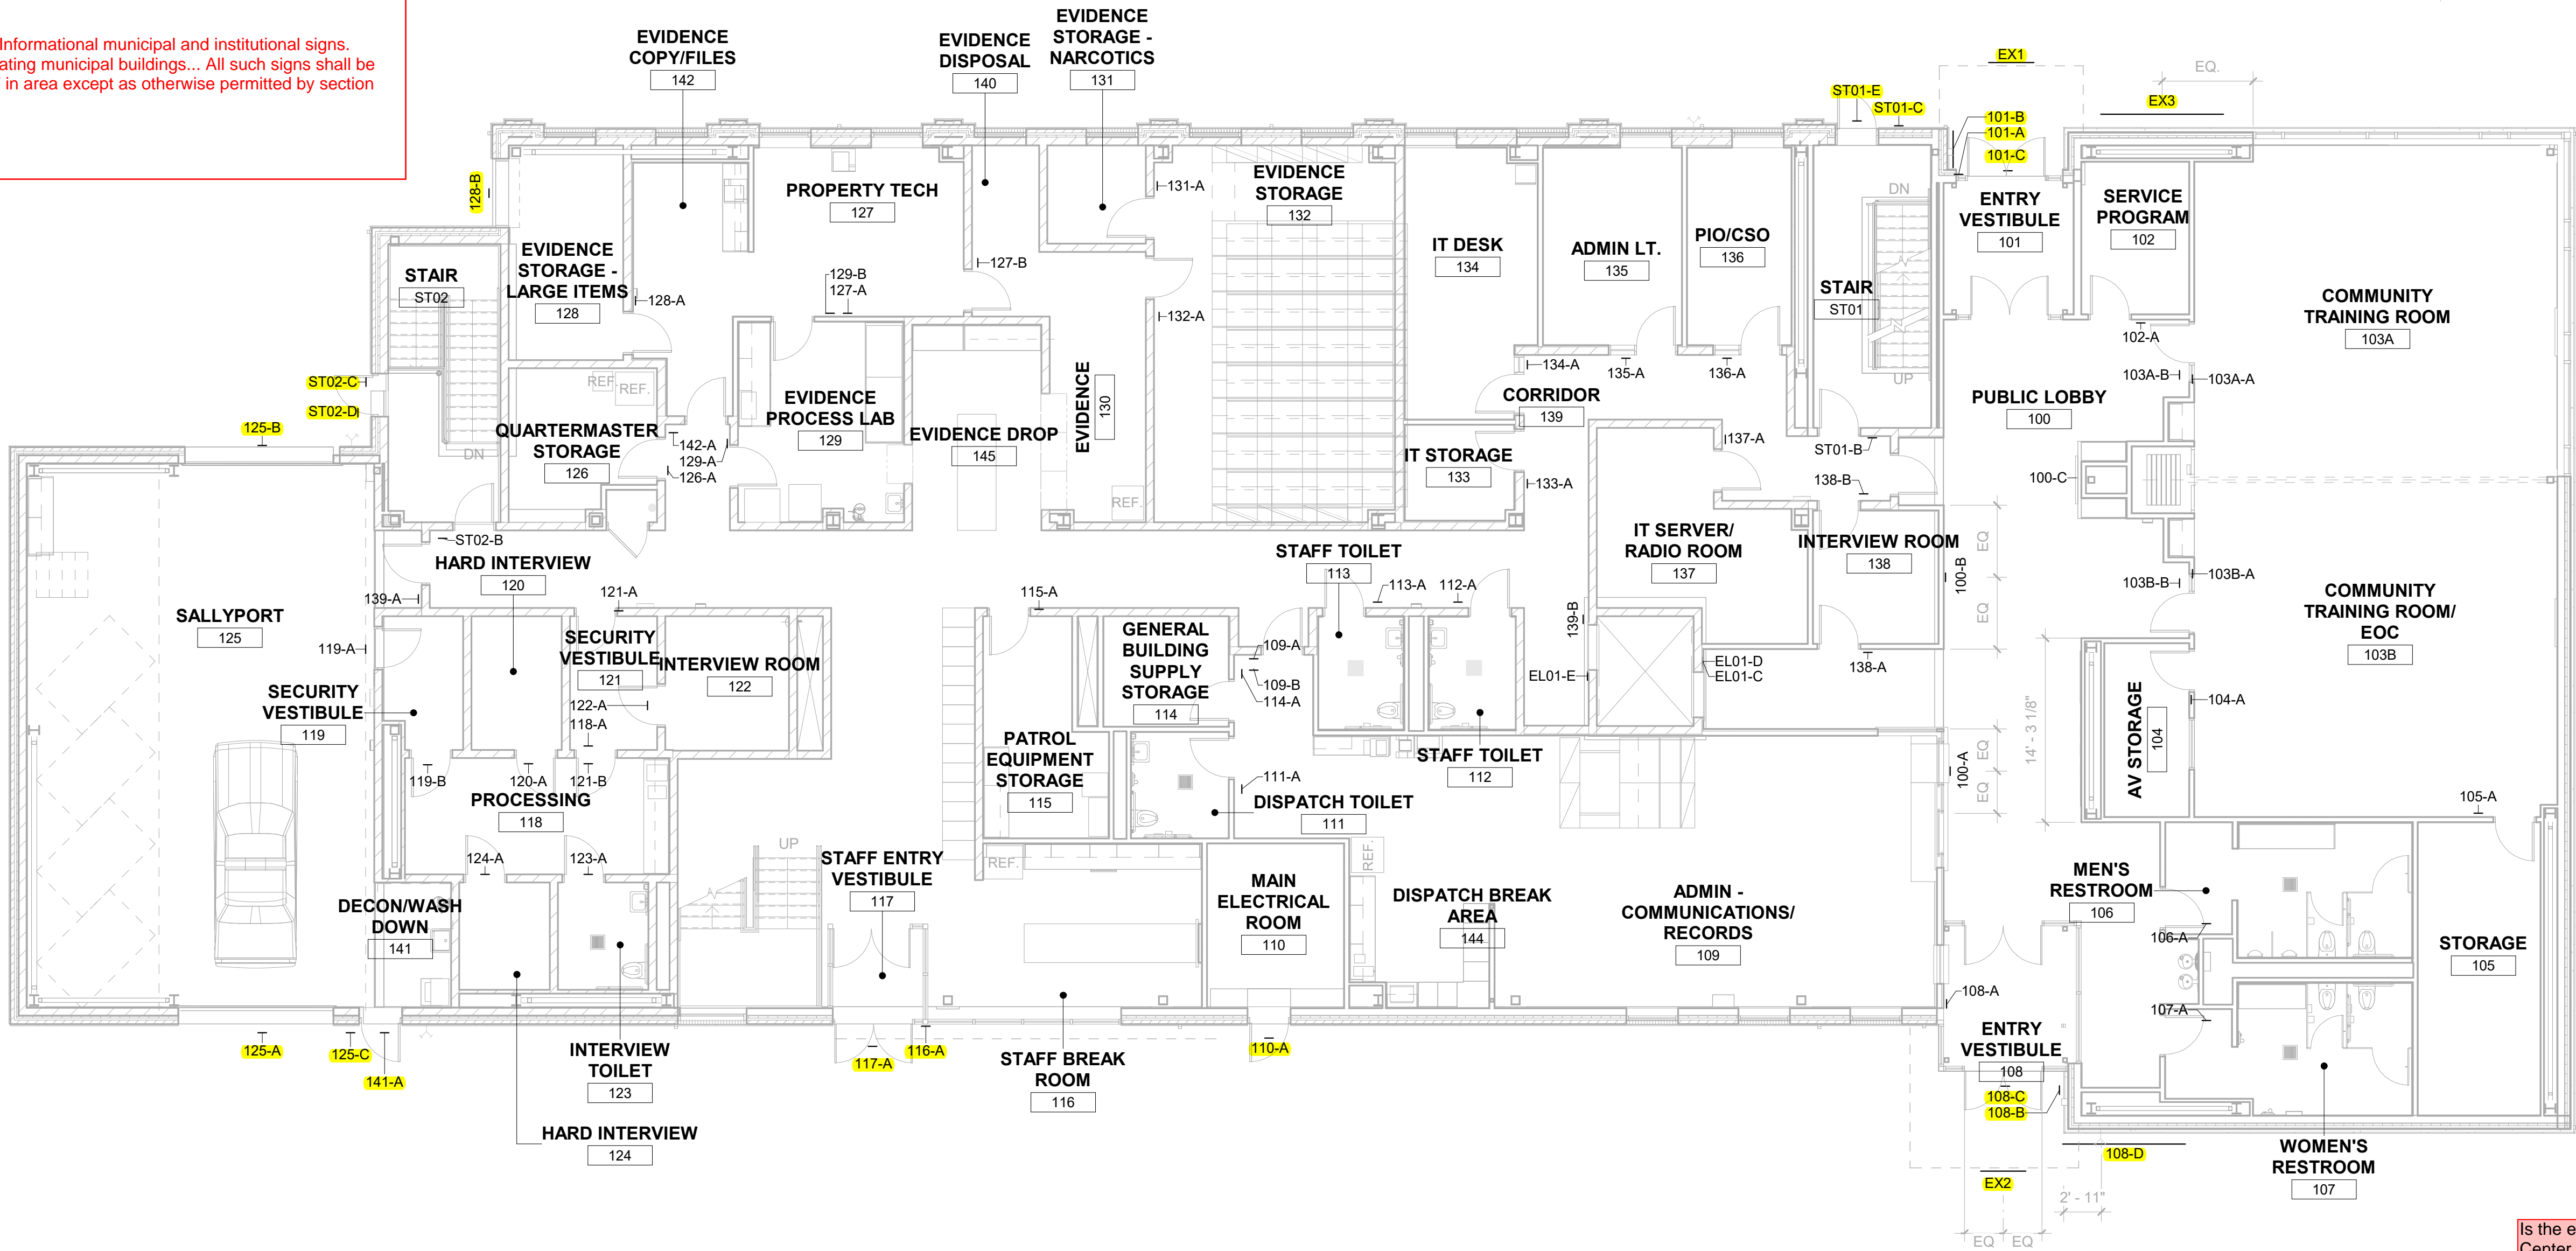 Informational municipal and institutional signs.
ating municipal buildings... All such signs shall be
in area except as otherwise permitted by section
EVIDENCE
COPY/FILES
142
EVIDENCE
DISPOSAL
140
EVIDENCE
STORAGE -
NARCOTICS
131
EX1
EQ.
EX3
ST01-E
ST01-C
101-B
101-A
101-C
128-B
PROPERTY TECH
127
131-A
EVIDENCE
STORAGE
132
DN
ENTRY
VESTIBULE
101
SERVICE
PROGRAM
102
IT DESK
134
ADMIN LT.
135
PIO/CSO
136
STAIR
ST02
EVIDENCE
STORAGE -
LARGE ITEMS
128
128-A
129-B
127-A
127-B
132-A
STAIR
ST01
COMMUNITY
TRAINING ROOM
103A
102-A
134-A
135-A
136-A
UP
103A-B
103A-A
ST02-C
ST02-D
REF.
REF.
EVIDENCE
PROCESS LAB
129
EVIDENCE
130
CORRIDOR
139
PUBLIC LOBBY
100
125-B
QUARTERMASTER
STORAGE
126
DN
142-A
129-A
126-A
EVIDENCE DROP
145
REF.
IT STORAGE
133
133-A
137-A
ST01-B
138-B
100-C
ST02-B
HARD INTERVIEW
120
STAFF TOILET
113
IT SERVER/
RADIO ROOM
137
INTERVIEW ROOM
138
EQ
EQ
100-B
103B-B
103B-A
COMMUNITY
TRAINING ROOM/
EOC
103B
139-A
121-A
115-A
113-A
112-A
139-B
SALLYPORT
125
119-A
SECURITY
VESTIBULE
121
INTERVIEW ROOM
122
GENERAL
BUILDING
SUPPLY
STORAGE
114
109-A
109-B
114-A
EL01-E
EL01-D
EL01-C
138-A
SECURITY
VESTIBULE
119
122-A
118-A
104-A
AV STORAGE
104
14' - 3 1/8"
119-B
120-A
121-B
PATROL
EQUIPMENT
STORAGE
115
STAFF TOILET
112
100-A
EQ
EQ
PROCESSING
118
111-A
DISPATCH TOILET
111
105-A
124-A
123-A
UP
STAFF ENTRY
VESTIBULE
117
REF.
REF.
MAIN
ELECTRICAL
ROOM
110
DISPATCH BREAK
AREA
144
ADMIN -
COMMUNICATIONS/
RECORDS
109
MEN'S
RESTROOM
106
106-A
STORAGE
105
DECON/WASH
DOWN
141
108-A
107-A
125-A
125-C
141-A
INTERVIEW
TOILET
123
117-A
116-A
STAFF BREAK
ROOM
116
110-A
ENTRY
VESTIBULE
108
108-C
108-B
HARD INTERVIEW
124
108-D
WOMEN'S
RESTROOM
107
EX2
2' - 11"
EQ
EQ
Is the e
Center